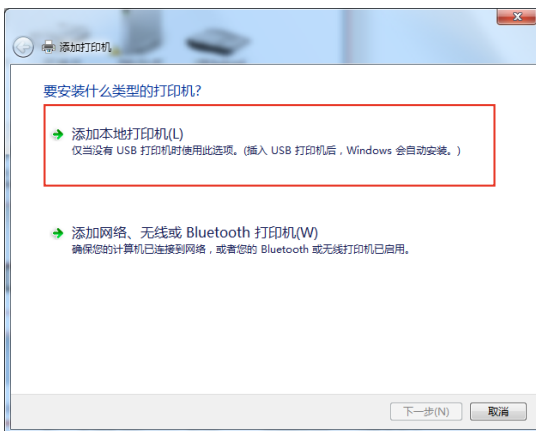 添加打印机
要安装什么类型的打印机?
添加本地打印机(L)
仅当没有 USB 打印机时使用此选项。(插入 USB 打印机后，Windows 会自动安装。)
添加网络、无线或 Bluetooth 打印机(W)
确保您的计算机已连接到网络，或者您的 Bluetooth 或无线打印机已启用。
下一步(N) 取消